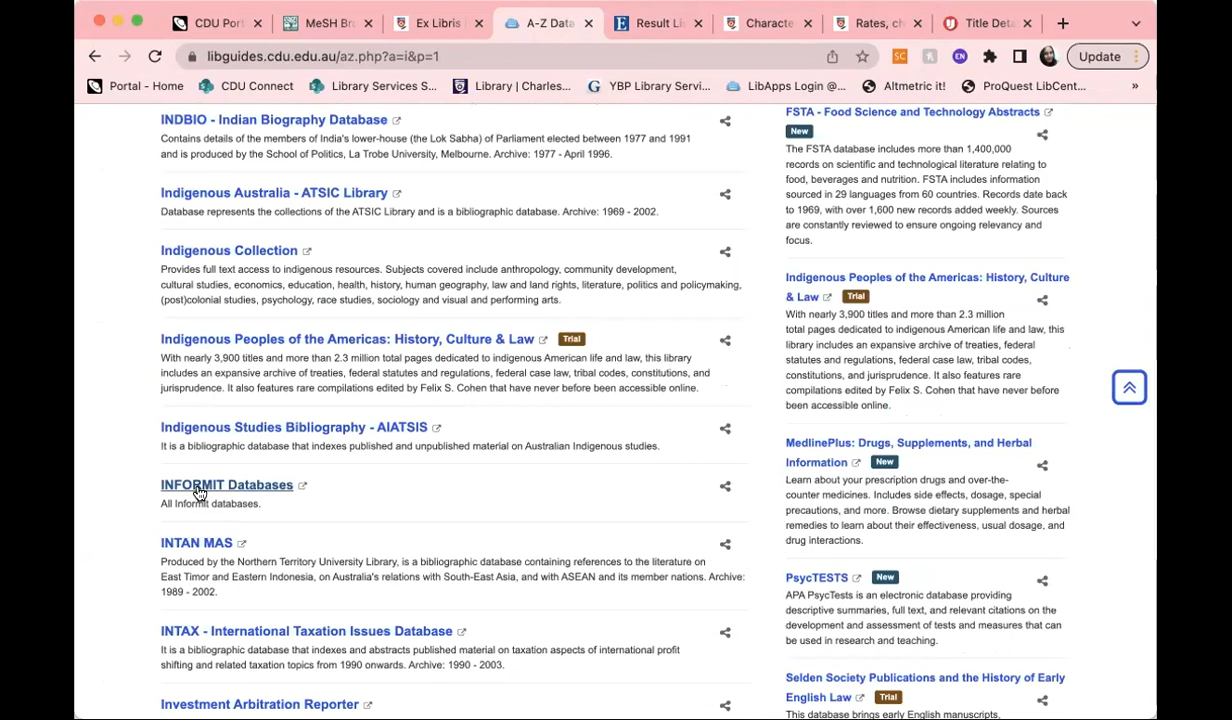 CDU Por
MeSH Br
Ex Libris
A-Z Data
Result Li
Characte
Rates, ch
Title Deta
libguides.cdu.edu.au/az.php?a=i&p=1
SC
EN
Update
Portal - Home
CDU Connect
Library Services S...
Library | Charles...
YBP Library Servi...
LibApps Login @...
Altmetric it!
ProQuest LibCent...
»
INDBIO - Indian Biography Database
Contains details of the members of India's lower-house (the Lok Sabha) of Parliament elected between 1977 and 1991
and is produced by the School of Politics, La Trobe University, Melbourne. Archive: 1977 - April 1996.
Indigenous Australia - ATSIC Library
Database represents the collections of the ATSIC Library and is a bibliographic database. Archive: 1969 - 2002.
Indigenous Collection
Provides full text access to indigenous resources. Subjects covered include anthropology, community development,
cultural studies, economics, education, health, history, human geography, law and land rights, literature, politics and policymaking,
(post)colonial studies, psychology, race studies, sociology and visual and performing arts.
Indigenous Peoples of the Americas: History, Culture & Law Trial
With nearly 3,900 titles and more than 2.3 million total pages dedicated to indigenous American life and law, this library
includes an expansive archive of treaties, federal statutes and regulations, federal case law, tribal codes, constitutions, and
jurisprudence. It also features rare compilations edited by Felix S. Cohen that have never before been accessible online.
Indigenous Studies Bibliography - AIATSIS
It is a bibliographic database that indexes published and unpublished material on Australian Indigenous studies.
INFORMIT Databases
All Informit databases.
INTAN MAS
Produced by the Northern Territory University Library, is a bibliographic database containing references to the literature on
East Timor and Eastern Indonesia, on Australia's relations with South-East Asia, and with ASEAN and its member nations. Archive:
1989 - 2002.
INTAX - International Taxation Issues Database
It is a bibliographic database that indexes and abstracts published material on taxation aspects of international profit
shifting and related taxation topics from 1990 onwards. Archive: 1990 - 2003.
Investment Arbitration Reporter
FSTA - Food Science and Technology Abstracts
New
The FSTA database includes more than 1,400,000
records on scientific and technological literature relating to
food, beverages and nutrition. FSTA includes information
sourced in 29 languages from 60 countries. Records date back
to 1969, with over 1,600 new records added weekly. Sources
are constantly reviewed to ensure ongoing relevancy and
focus.
Indigenous Peoples of the Americas: History, Culture
& Law Trial
With nearly 3,900 titles and more than 2.3 million
total pages dedicated to indigenous American life and law, this
library includes an expansive archive of treaties, federal
statutes and regulations, federal case law, tribal codes,
constitutions, and jurisprudence. It also features rare
compilations edited by Felix S. Cohen that have never before
been accessible online.
MedlinePlus: Drugs, Supplements, and Herbal
Information New
Learn about your prescription drugs and over-the-
counter medicines. Includes side effects, dosage, special
precautions, and more. Browse dietary supplements and herbal
remedies to learn about their effectiveness, usual dosage, and
drug interactions.
PsycTESTS New
APA PsycTests is an electronic database providing
descriptive summaries, full text, and relevant citations on the
development and assessment of tests and measures that can
be used in research and teaching.
Selden Society Publications and the History of Early
English Law Trial
This database brings early English manuscripts,